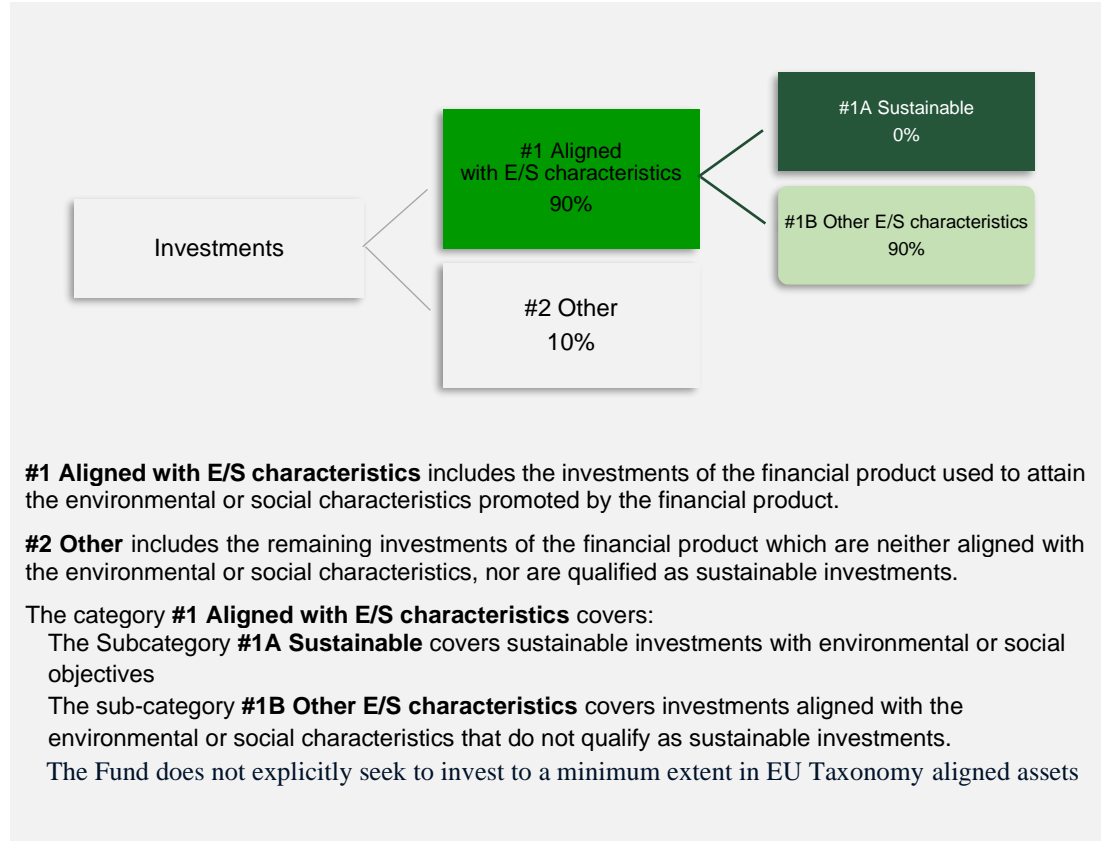 Investments
#1 Aligned
with E/S characteristics
90%
#2 Other
10%
#1A Sustainable
0%
#1B Other E/S characteristics
90%
#1 Aligned with E/S characteristics includes the investments of the financial product used to attain
the environmental or social characteristics promoted by the financial product.
#2 Other includes the remaining investments of the financial product which are neither aligned with
the environmental or social characteristics, nor are qualified as sustainable investments.
The category #1 Aligned with E/S characteristics covers:
The Subcategory #1A Sustainable covers sustainable investments with environmental or social
objectives
The sub-category #1B Other E/S characteristics covers investments aligned with the
environmental or social characteristics that do not qualify as sustainable investments.
The Fund does not explicitly seek to invest to a minimum extent in EU Taxonomy aligned assets